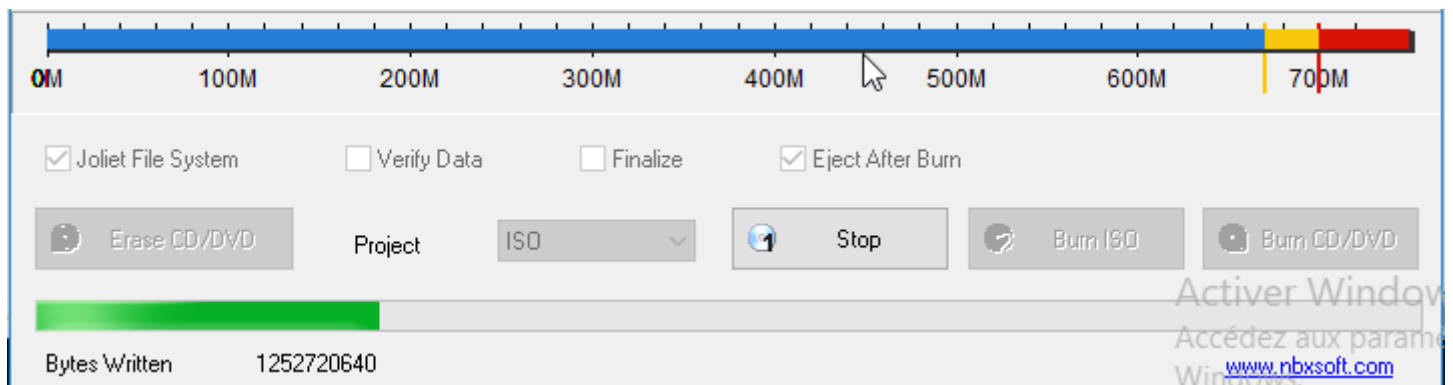 0M 100M 200M 300M 400M 500M 600M 700M
Joliet File System Verify Data Finalize Eject After Burn
Erase CD/DVD Project ISO Stop Burn ISO Burn CD/DVD
Activer Window
Accédez aux paramè
Bytes Written 1252720640 Windows. www.nbxsoft.com